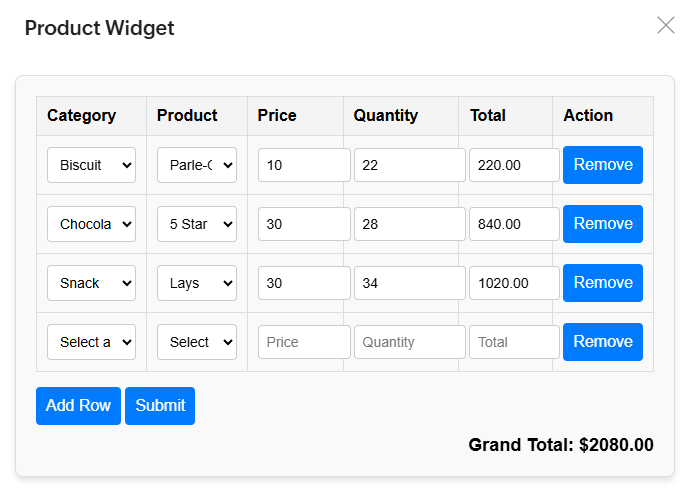 Product Widget
Category Product Price Quantity Total Action
Biscuit Parle-G 10 22 220.00 Remove
Chocola 5 Star 30 28 840.00 Remove
Snack Lays 30 34 1020.00 Remove
Select a Select Price Quantity Total Remove
Add Row Submit
Grand Total: $2080.00